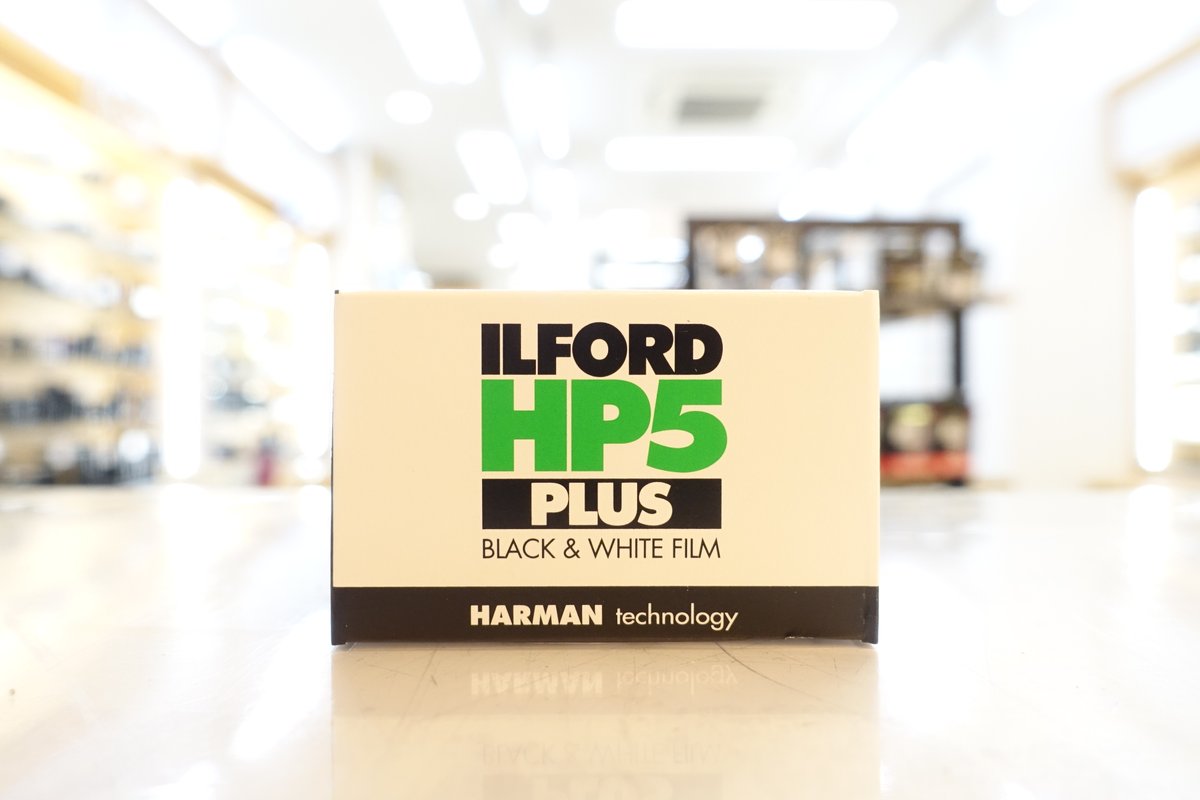 ILFORD
HP5
PLUS
BLACK & WHITE FILM
HARMAN technology